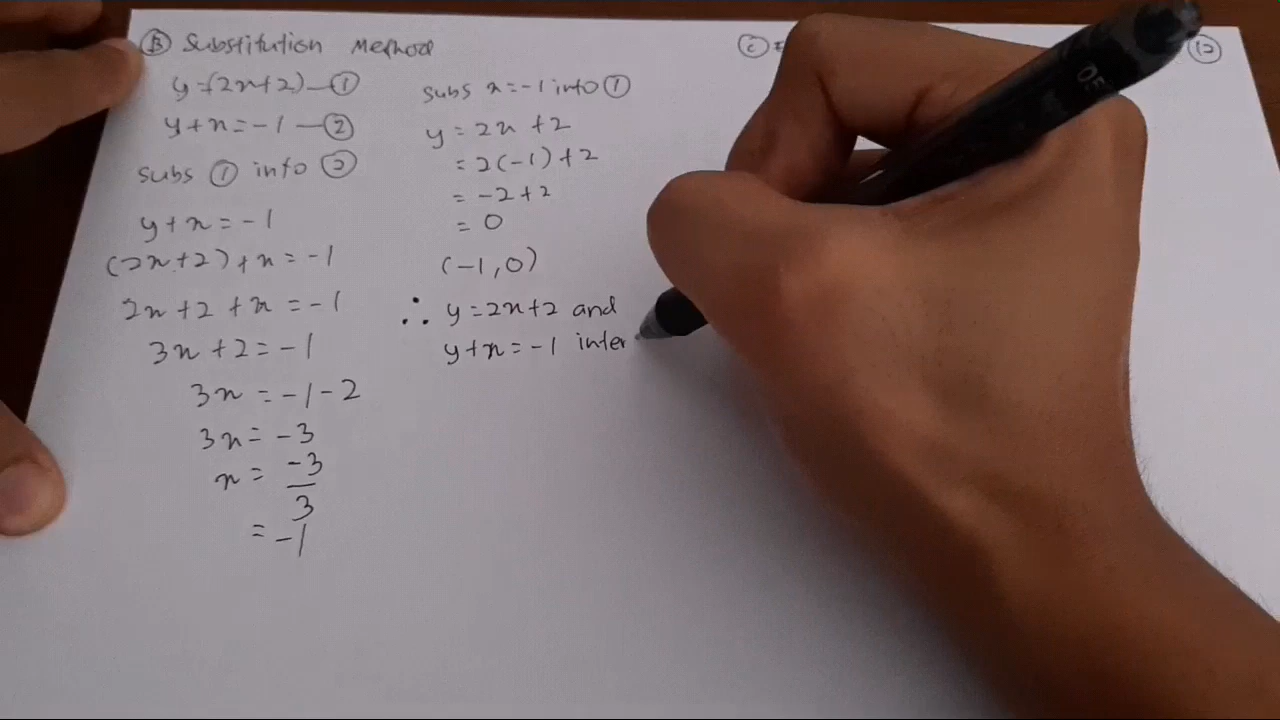 Ⓑ Substitution Method
y=(2x+2)—①
y+x=-1—②
subs ① into ②
y+x=-1
(2x+2)+x=-1
2x+2+x=-1
3x+2=-1
3x=-1-2
3x=-3
x=-3/3
=-1
subs x=-1 into ①
y=2x+2
=2(-1)+2
=-2+2
=0
(-1,0)
∴ y=2x+2 and
y+x=-1 inter
Ⓒ
⑫